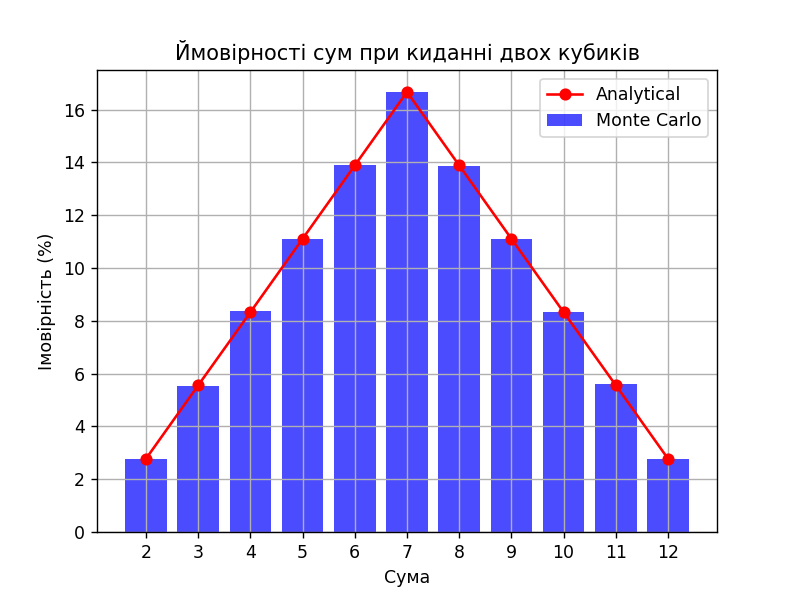 Ймовірності сум при киданні двох кубиків
Analytical
Monte Carlo
Імовірність (%)
16
14
12
10
8
6
4
2
0
2 3 4 5 6 7 8 9 10 11 12
Сума